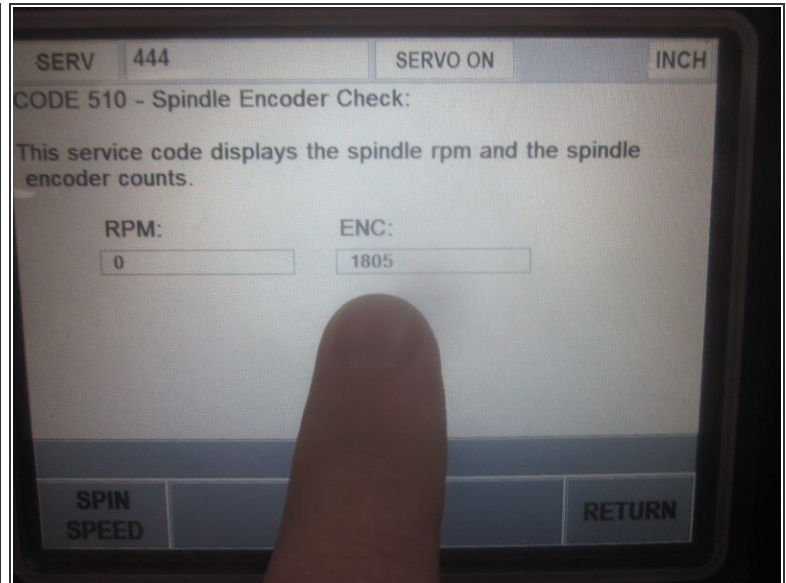 SERV 444 SERVO ON INCH
CODE 510 - Spindle Encoder Check:
This service code displays the spindle rpm and the spindle
encoder counts.
RPM: ENC:
0 1805
SPIN
SPEED
RETURN